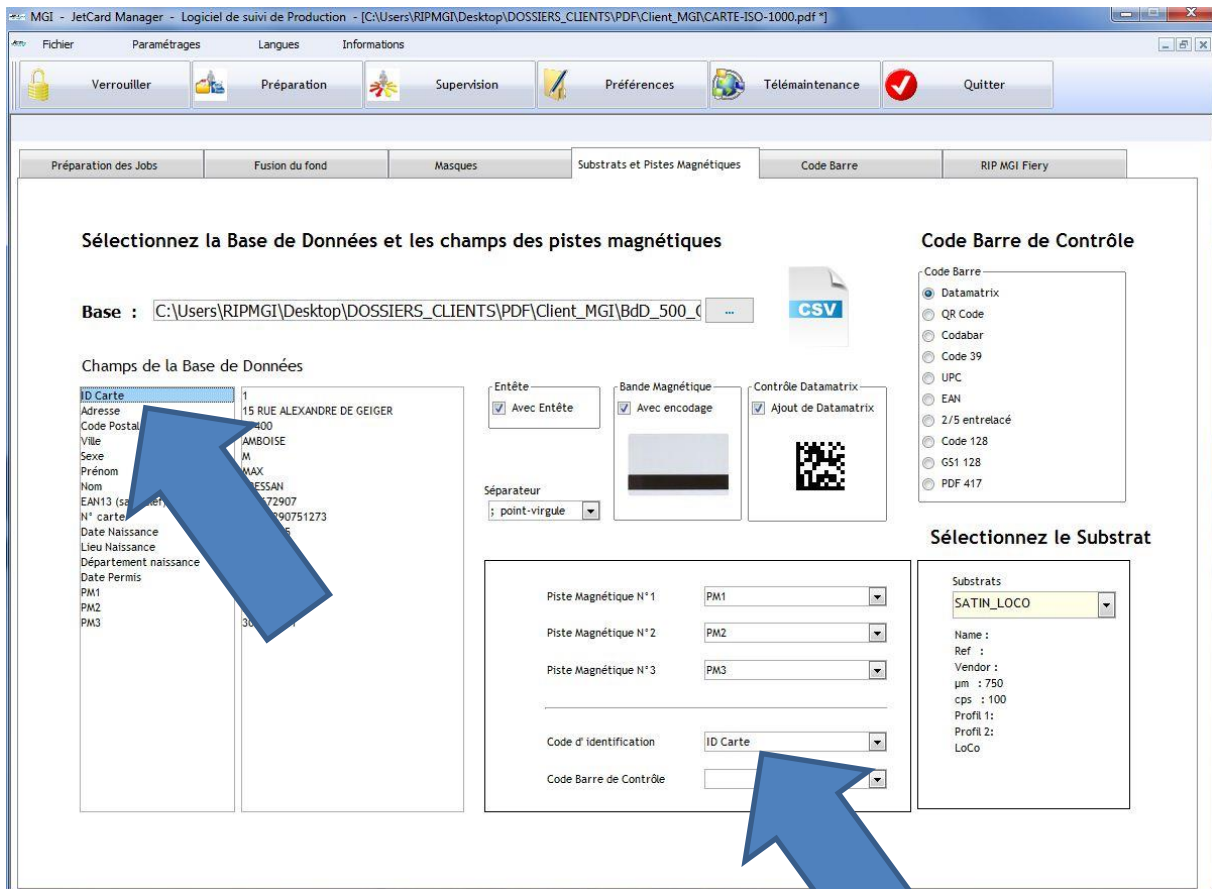 MGI - JetCard Manager - Logiciel de suivi de Production - [C:\Users\RIPMGI\Desktop\DOSSIERS_CLIENTS\PDF\Client_MGI\CARTE-ISO-1000.pdf *]
Fichier Paramétrages Langues Informations
Verrouiller Préparation Supervision Préférences Télémaintenance Quitter
Préparation des Jobs Fusion du fond Masques Substrats et Pistes Magnétiques Code Barre RIP MGI Fiery
Sélectionnez la Base de Données et les champs des pistes magnétiques
Base : C:\Users\RIPMGI\Desktop\DOSSIERS_CLIENTS\PDF\Client_MGI\BdD_500_ ...
CSV
Champs de la Base de Données
ID Carte 1
Adresse 15 RUE ALEXANDRE DE GEIGER
Code Postal 400
Ville AMBOISE
Sexe M
Prénom MAX
Nom ESSAN
EAN13 672907
N° carte 90751273
Date Naissance
Lieu Naissance
Département naissance
Date Permis
PM1
PM2
PM3
Entête
Avec Entête
Séparateur
; point-virgule
Bande Magnétique
Avec encodage
Contrôle Datamatrix
Ajout de Datamatrix
Piste Magnétique N°1 PM1
Piste Magnétique N°2 PM2
Piste Magnétique N°3 PM3
Code d'identification ID Carte
Code Barre de Contrôle
Code Barre de Contrôle
Code Barre
Datamatrix
QR Code
Codabar
Code 39
UPC
EAN
2/5 entrelacé
Code 128
GS1 128
PDF 417
Sélectionnez le Substrat
Substrats
SATIN_LOCO
Name :
Ref :
Vendor :
µm : 750
cps : 100
Profil 1:
Profil 2:
LoCo